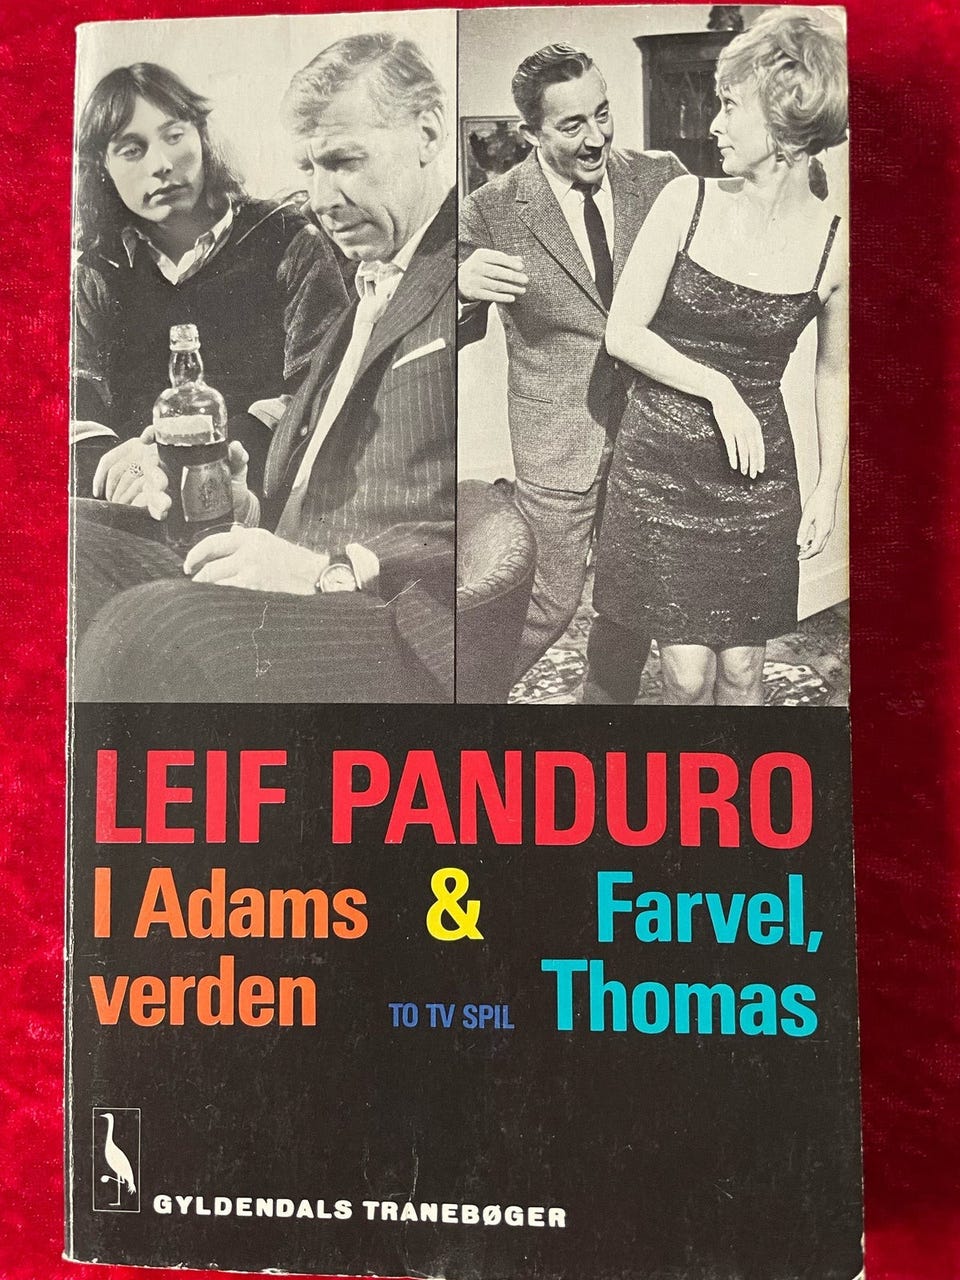 LEIF PANDURO
I Adams & Farvel,
verden TO TV SPIL Thomas
GYLDENDALS TRANEBØGER